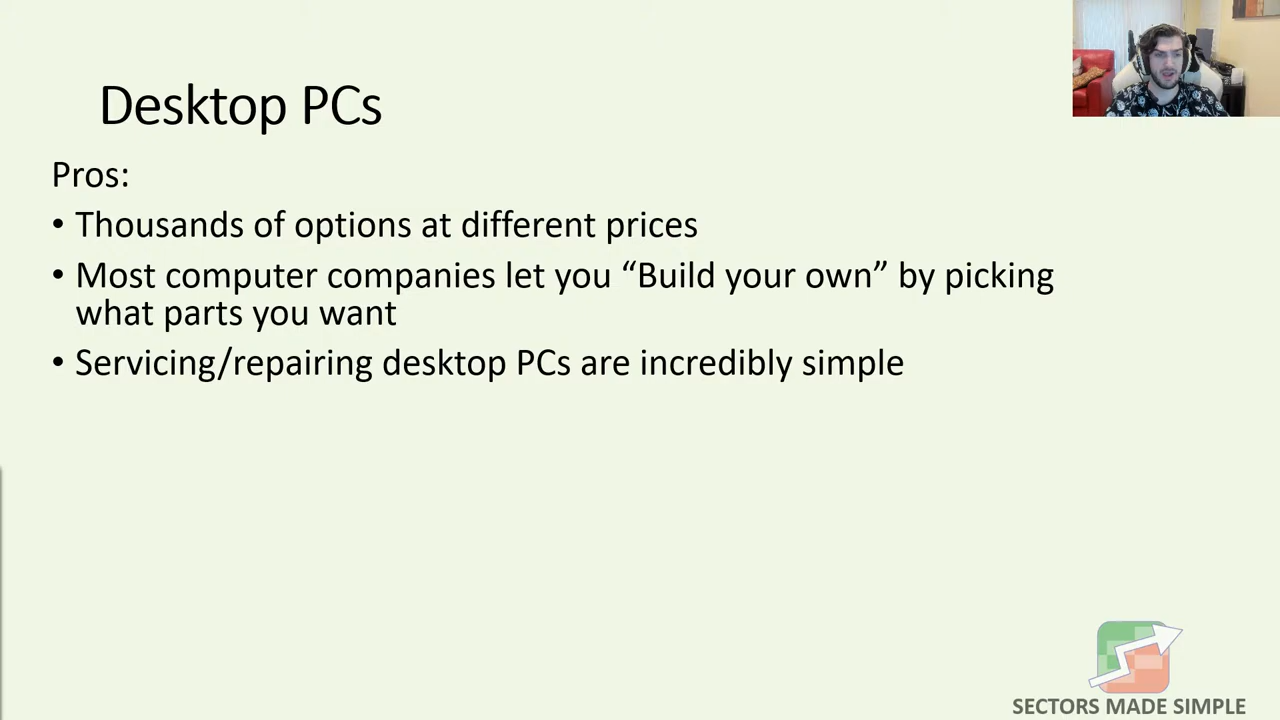 Desktop PCs
Pros:
• Thousands of options at different prices
• Most computer companies let you “Build your own” by picking
what parts you want
• Servicing/repairing desktop PCs are incredibly simple
SECTORS MADE SIMPLE